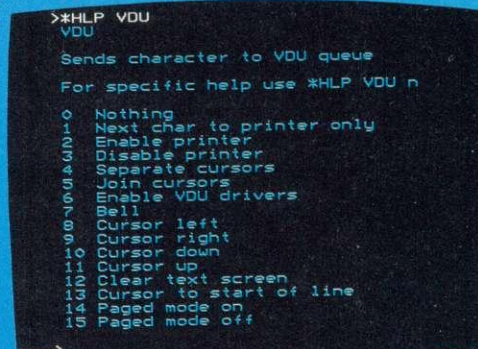 >*HLP VDU
VDU
Sends character to VDU queue
For specific help use *HLP VDU n
0 Nothing
1 Next char to printer only
2 Enable printer
3 Disable printer
4 Separate cursors
5 Join cursors
6 Enable VDU drivers
7 Bell
8 Cursor left
9 Cursor right
10 Cursor down
11 Cursor up
12 Clear text screen
13 Cursor to start of line
14 Paged mode on
15 Paged mode off
>